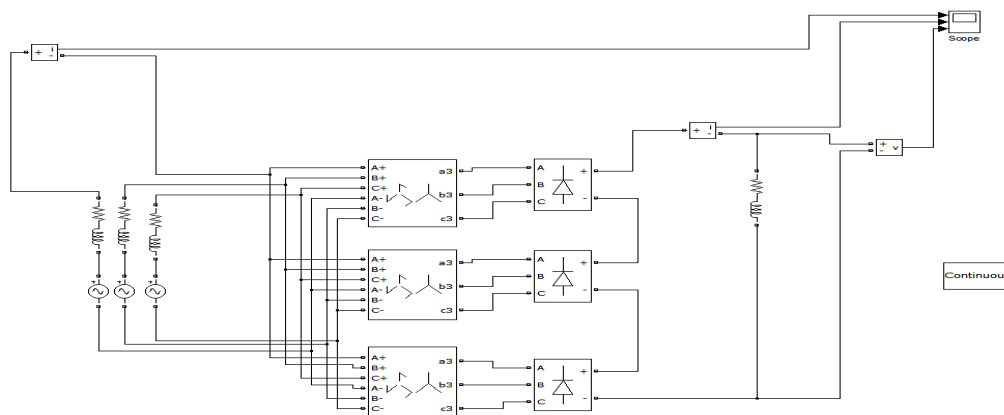 + i -
Scope
+ i -
+ - v
A+ a3 A +
B+ b3 B
C+ c3 C -
A-
B-
C-
A+ a3 A +
B+ b3 B
C+ c3 C -
A-
B-
C-
Continuou
A+ a3 A +
B+ b3 B
C+ c3 C -
A-
B-
C-